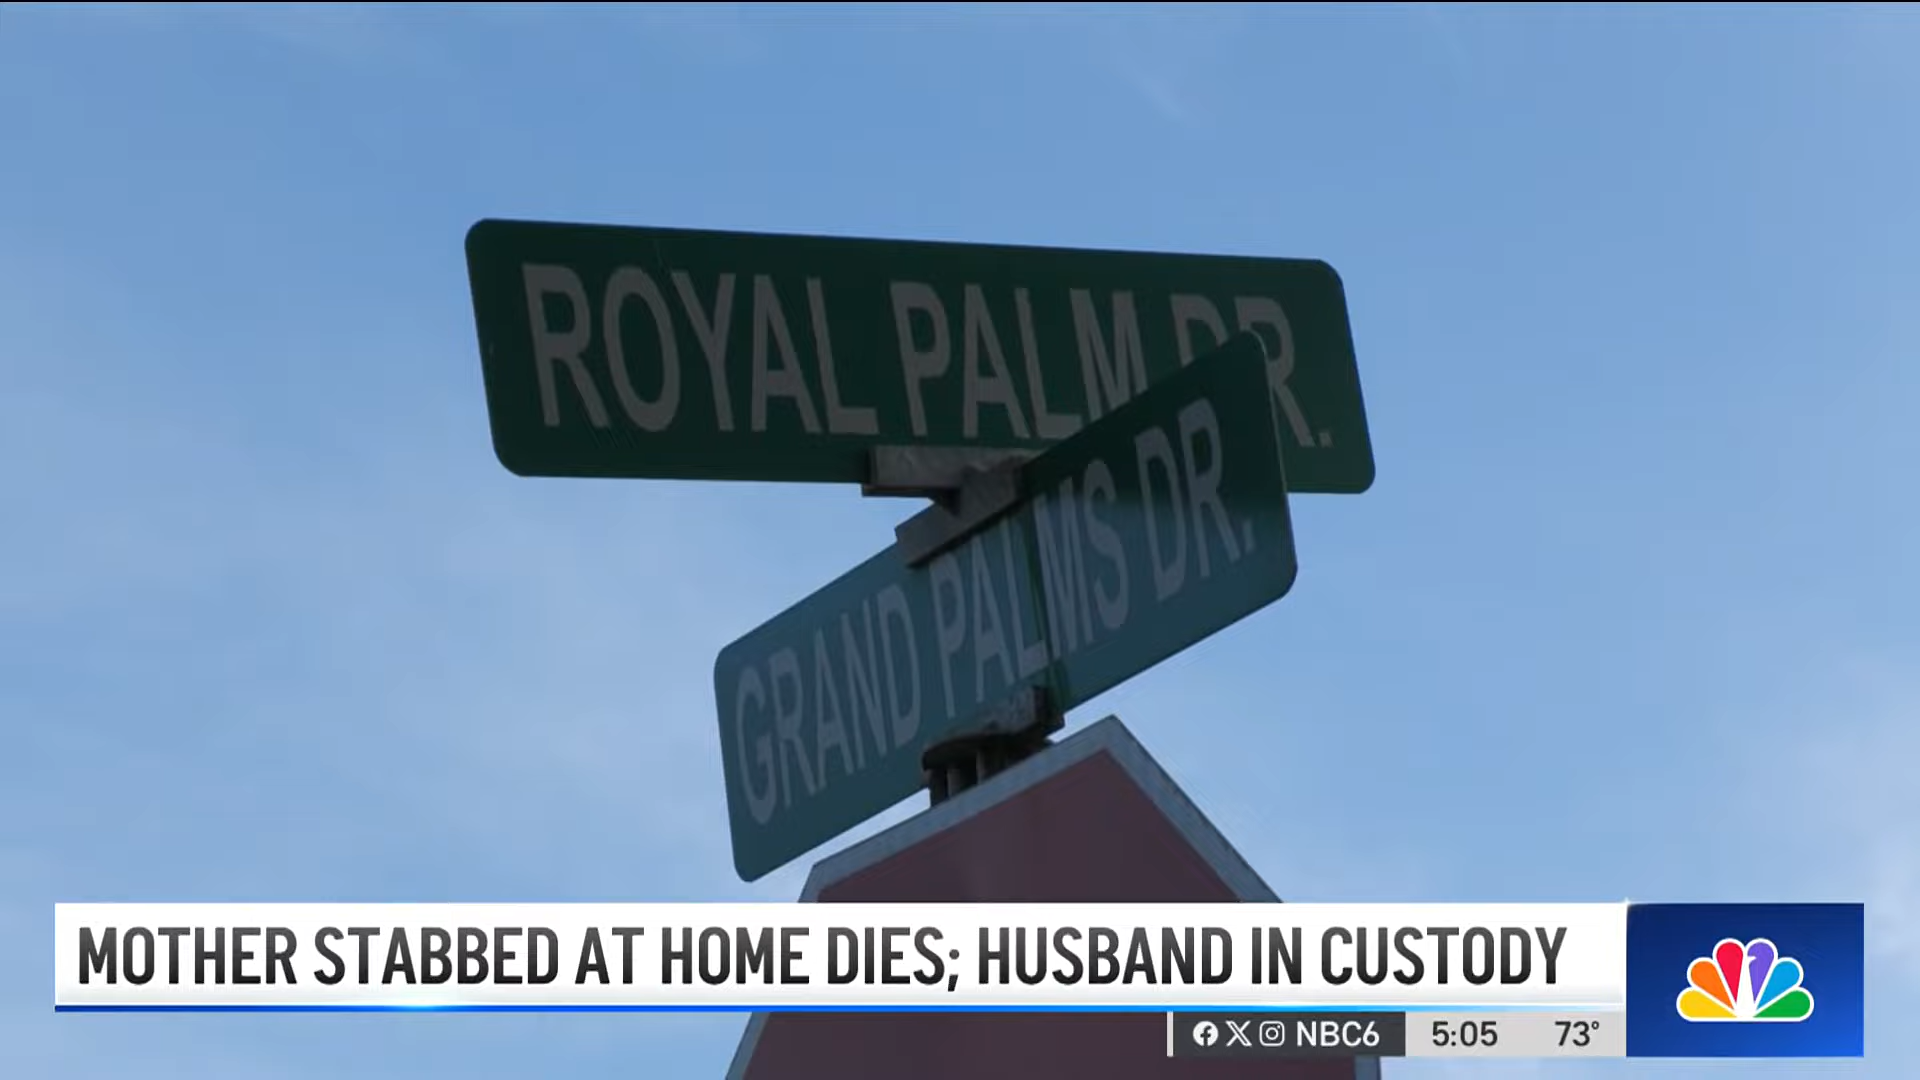 ROYAL PALM DR.
GRAND PALMS DR.
MOTHER STABBED AT HOME DIES; HUSBAND IN CUSTODY
NBC6 5:05 73°